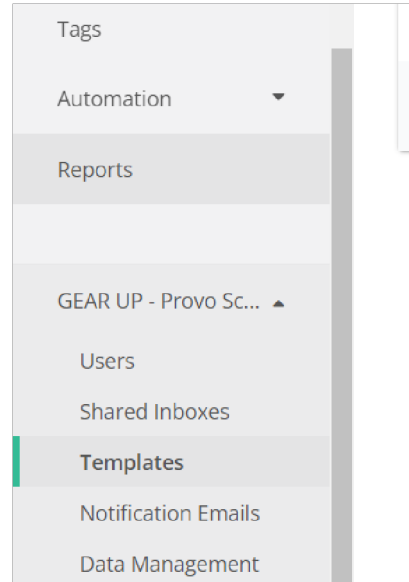 Tags
Automation
Reports
GEAR UP - Provo Sc...
Users
Shared Inboxes
Templates
Notification Emails
Data Management